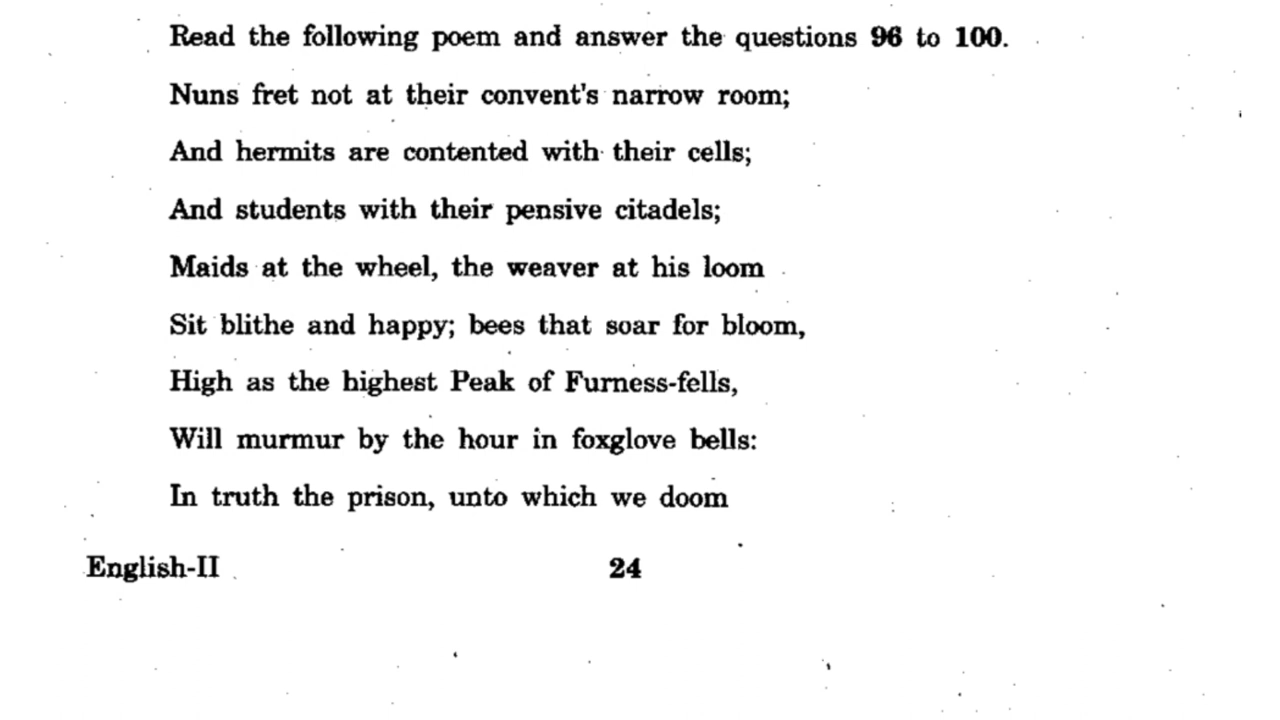 Read the following poem and answer the questions 96 to 100.
Nuns fret not at their convent's narrow room;
And hermits are contented with their cells;
And students with their pensive citadels;
Maids at the wheel, the weaver at his loom
Sit blithe and happy; bees that soar for bloom,
High as the highest Peak of Furness-fells,
Will murmur by the hour in foxglove bells:
In truth the prison, unto which we doom
English-II 24